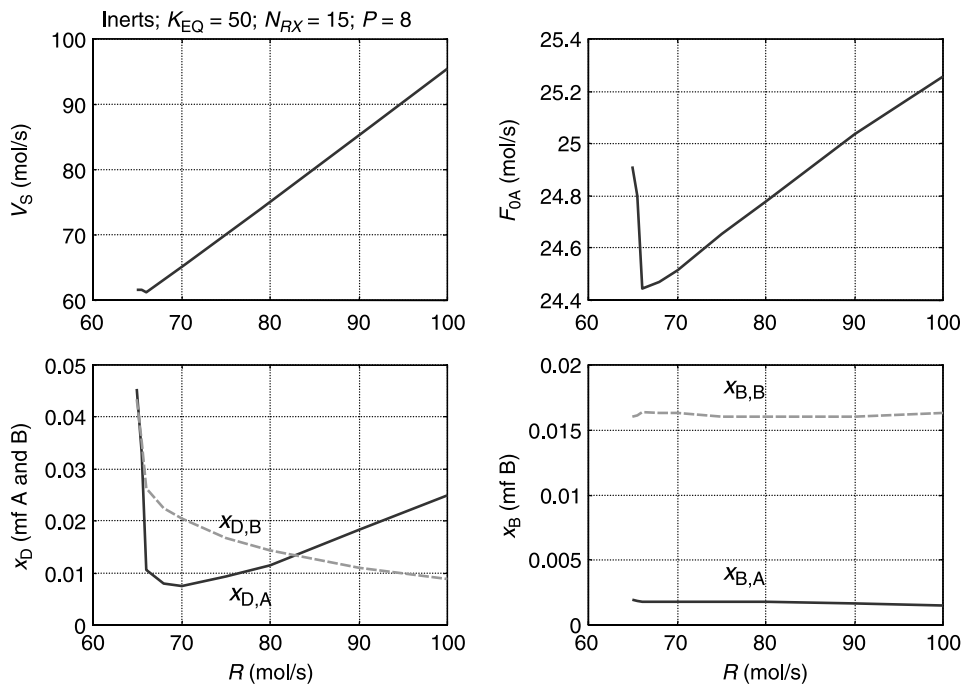 Inerts; K_EQ = 50; N_RX = 15; P = 8
100
90
80
70
60
V_S (mol/s)
60 70 80 90 100
25.4
25.2
25
24.8
24.6
24.4
F_0A (mol/s)
60 70 80 90 100
0.05
0.04
0.03
0.02
0.01
0
x_D (mf A and B)
x_D,B
x_D,A
60 70 80 90 100
R (mol/s)
0.02
0.015
0.01
0.005
0
x_B (mf B)
x_B,B
x_B,A
60 70 80 90 100
R (mol/s)